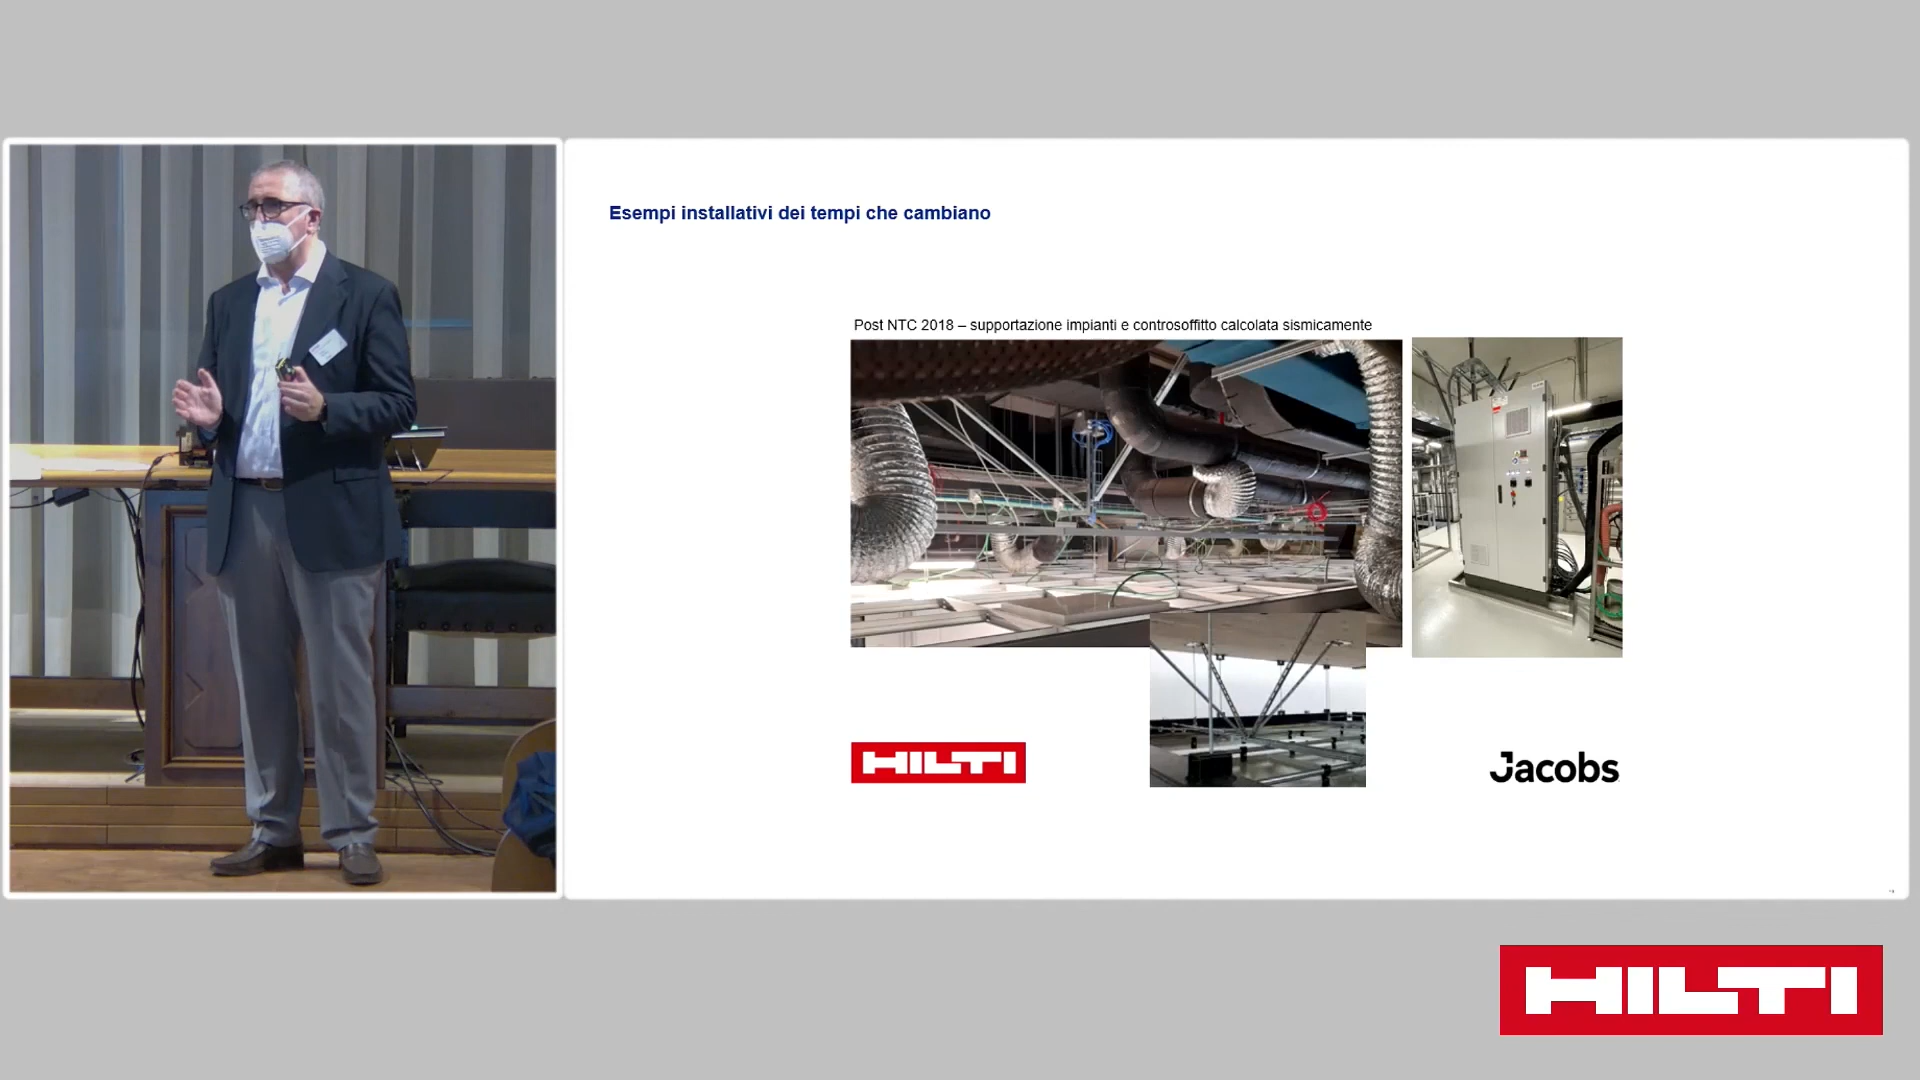 Esempi installativi dei tempi che cambiano
Post NTC 2018 – supportazione impianti e controsoffitto calcolata sismicamente
HILTI
Jacobs
HILTI